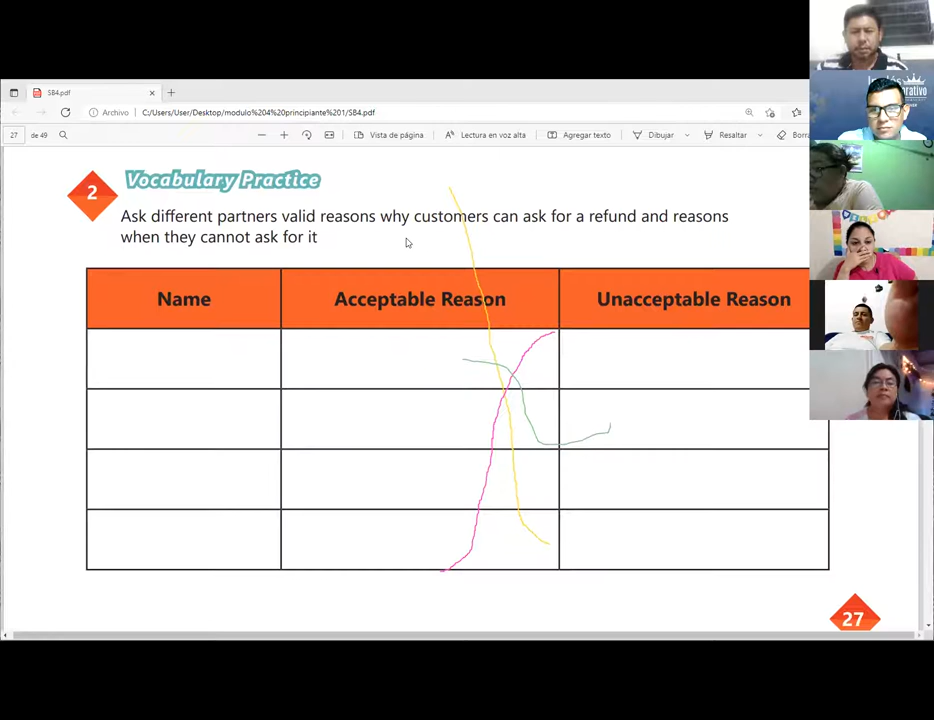 SB4.pdf
Archivo C:/Users/User/Desktop/modulo%204%20principiante%201/SB4.pdf
27 de 49 Vista de página Lectura en voz alta Agregar texto Dibujar Resaltar Borra
2 Vocabulary Practice
Ask different partners valid reasons why customers can ask for a refund and reasons
when they cannot ask for it
Name Acceptable Reason Unacceptable Reason
27